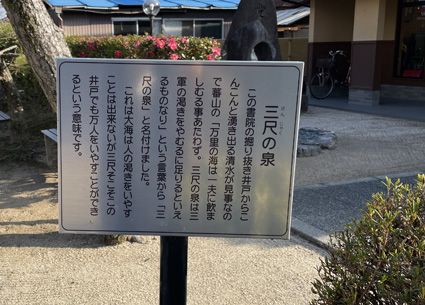 三尺の泉
さん じゃく
この書院の掘り抜き井戸からこ
んこんと湧き出る清水が見事なの
で蕃山の「万里の海は一夫に飲ま
しむる事あたわず。三尺の泉は三
軍の渇きをやむるに足りるといえ
るものなり」という言葉から「三
尺の泉」と名付けました。
これは大海は人の渇きをいやす
ことは出来ないが三尺そこそこの
井戸でも万人をいやすことができ
るという意味です。